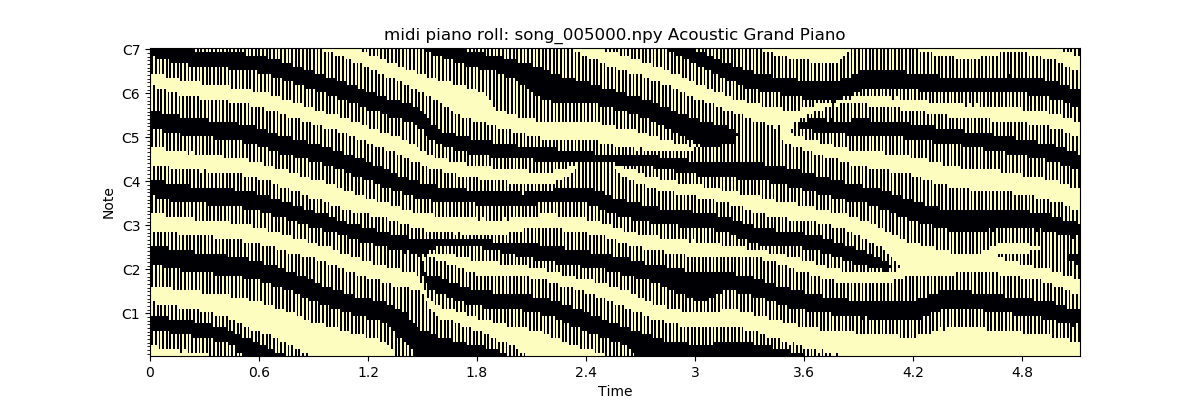 midi piano roll: song_005000.npy Acoustic Grand Piano
C7
C6
C5
C4
C3
C2
C1
Note
0 0.6 1.2 1.8 2.4 3 3.6 4.2 4.8
Time